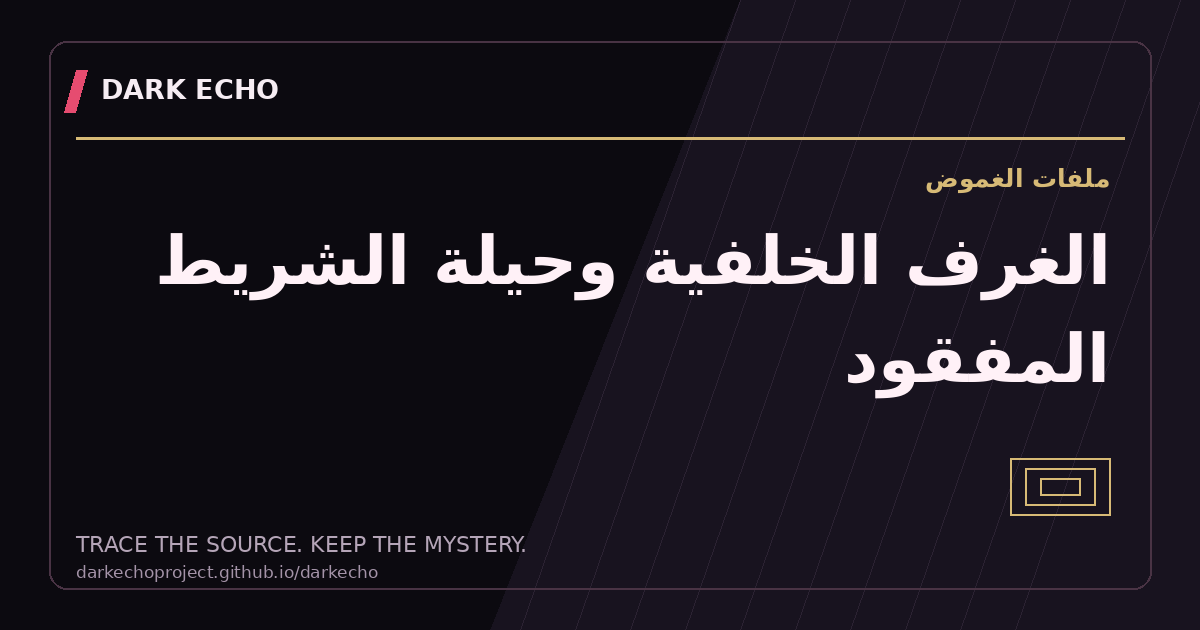 DARK ECHO
ملفات الغموض
الغرف الخلفية وحيلة الشريط
المفقود
TRACE THE SOURCE. KEEP THE MYSTERY.
darkechoproject.github.io/darkecho